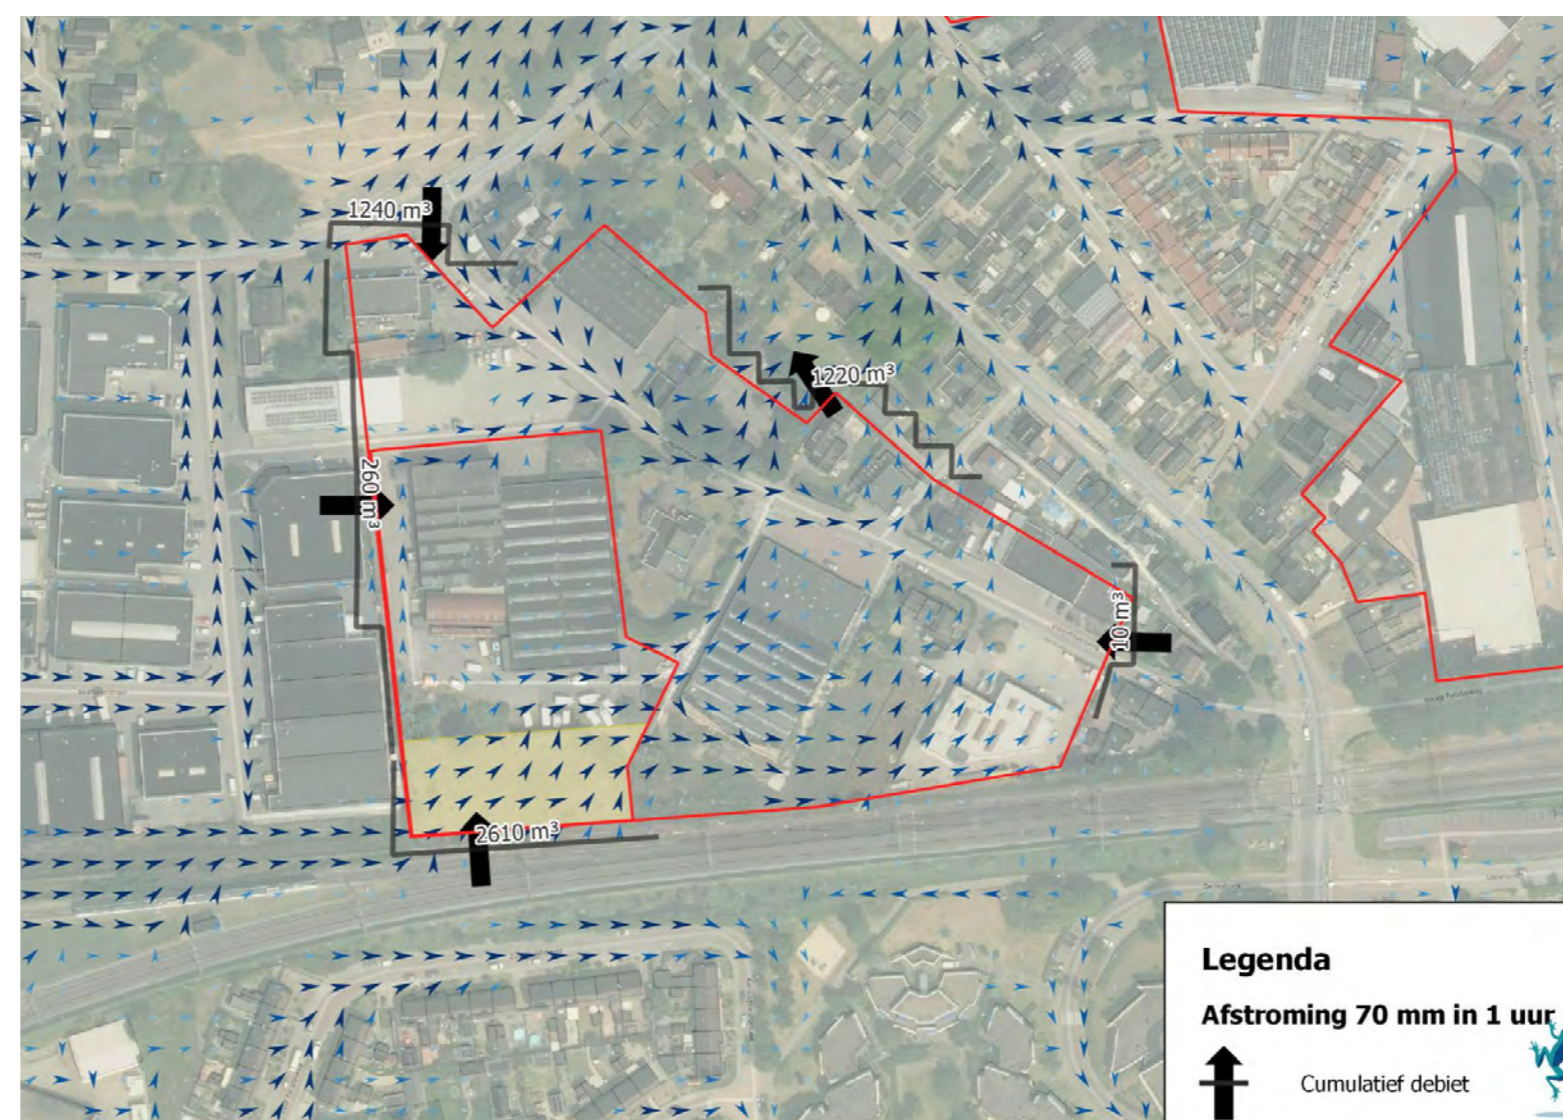 1240 m³
1220 m³
260 m³
10 m³
2610 m³
Legenda
Afstroming 70 mm in 1 uur
Cumulatief debiet